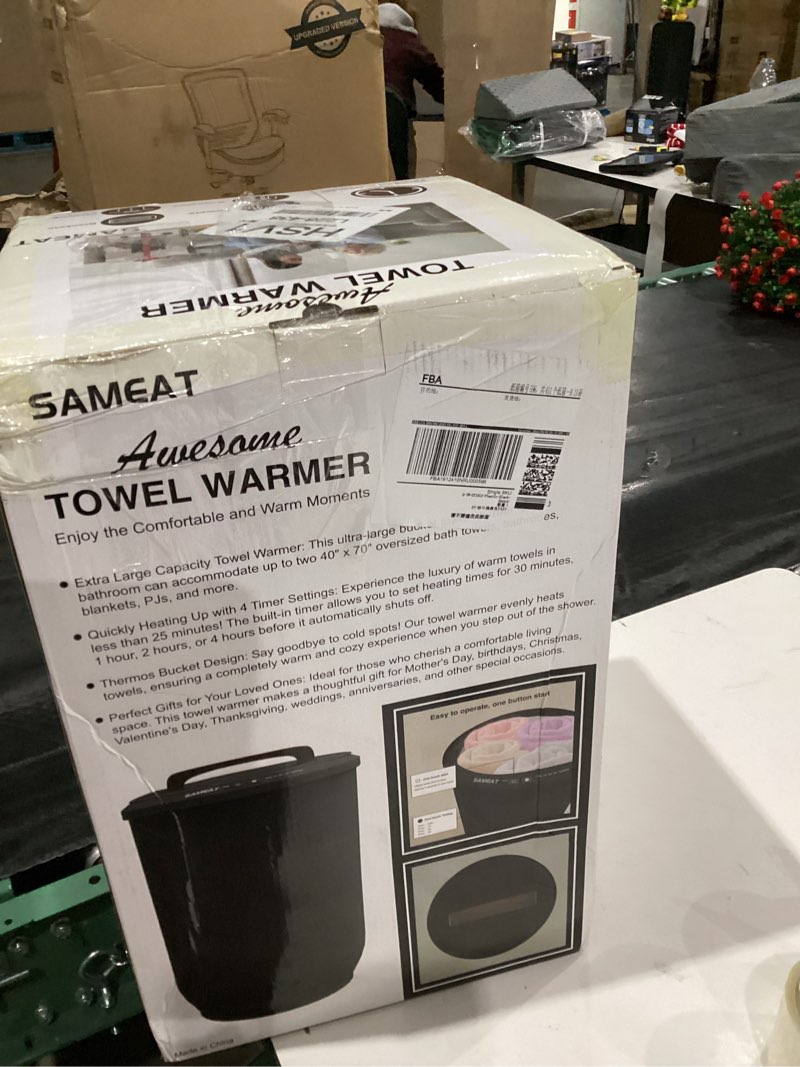 UPGRADED VERSION
SAMEAT
HSV1
TOWEL WARMER
Awesome
SAMEAT
Awesome
TOWEL WARMER
Enjoy the Comfortable and Warm Moments
FBA
Single SKU
• Extra Large Capacity Towel Warmer: This ultra-large
bathroom can accommodate up to two 40" x 70" oversized bath
blankets, PJs, and more.
• Quickly Heating Up with 4 Timer Settings: Experience the luxury of warm towels in
less than 25 minutes! The built-in timer allows you to set heating times for 30 minutes,
1 hour, 2 hours, or 4 hours before it automatically shuts off.
• Thermos Bucket Design: Say goodbye to cold spots! Our towel warmer evenly heats
towels, ensuring a completely warm and cozy experience when you step out of the shower.
• Perfect Gifts for Your Loved Ones: Ideal for those who cherish a comfortable living
space. This towel warmer makes a thoughtful gift for Mother's Day, birthdays, Christmas,
Valentine's Day, Thanksgiving, weddings, anniversaries, and other special occasions.
Easy to operate, one button start
SAMEAT
SAMEAT
Made in China